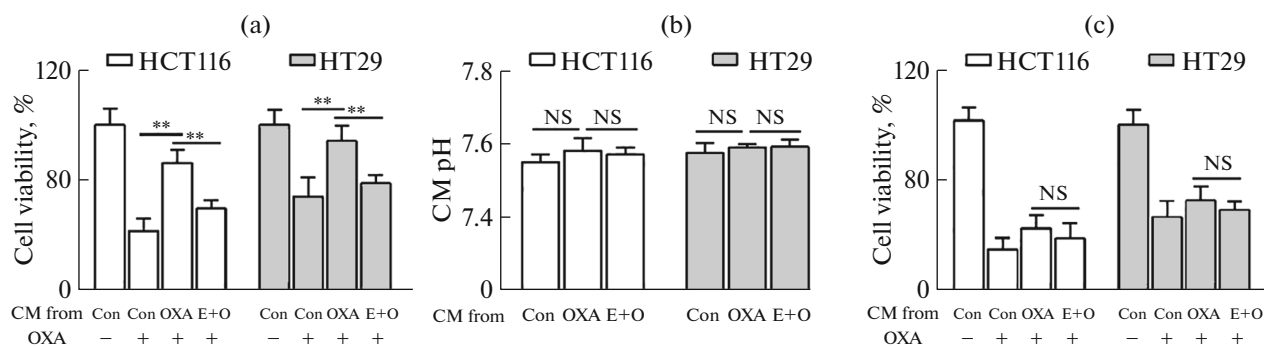 (a)
HCT116 HT29
120
80
0
Cell viability, %
** ** ** **
CM from Con Con OXA E+O Con Con OXA E+O
OXA − + + + − + + +
(b)
HCT116 HT29
7.8
7.6
7.4
7.2
0
CM pH
NS NS NS NS
CM from Con OXA E+O Con OXA E+O
(c)
HCT116 HT29
120
80
0
Cell viability, %
NS NS
CM from Con Con OXA E+O Con Con OXA E+O
OXA − + + + − + + +